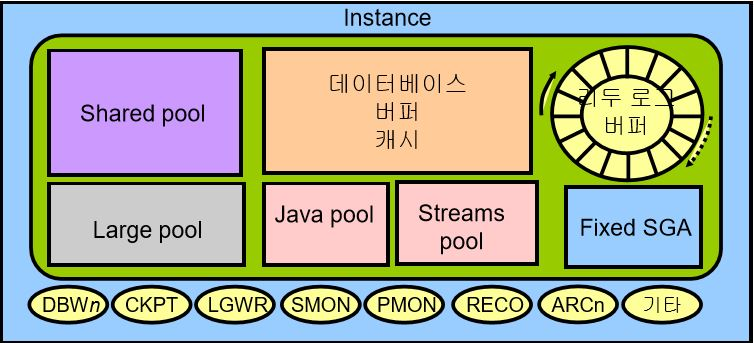 Instance
Shared pool
데이터베이스
버퍼
캐시
리두 로그
버퍼
Large pool
Java pool
Streams
pool
Fixed SGA
DBWn
CKPT
LGWR
SMON
PMON
RECO
ARCn
기타